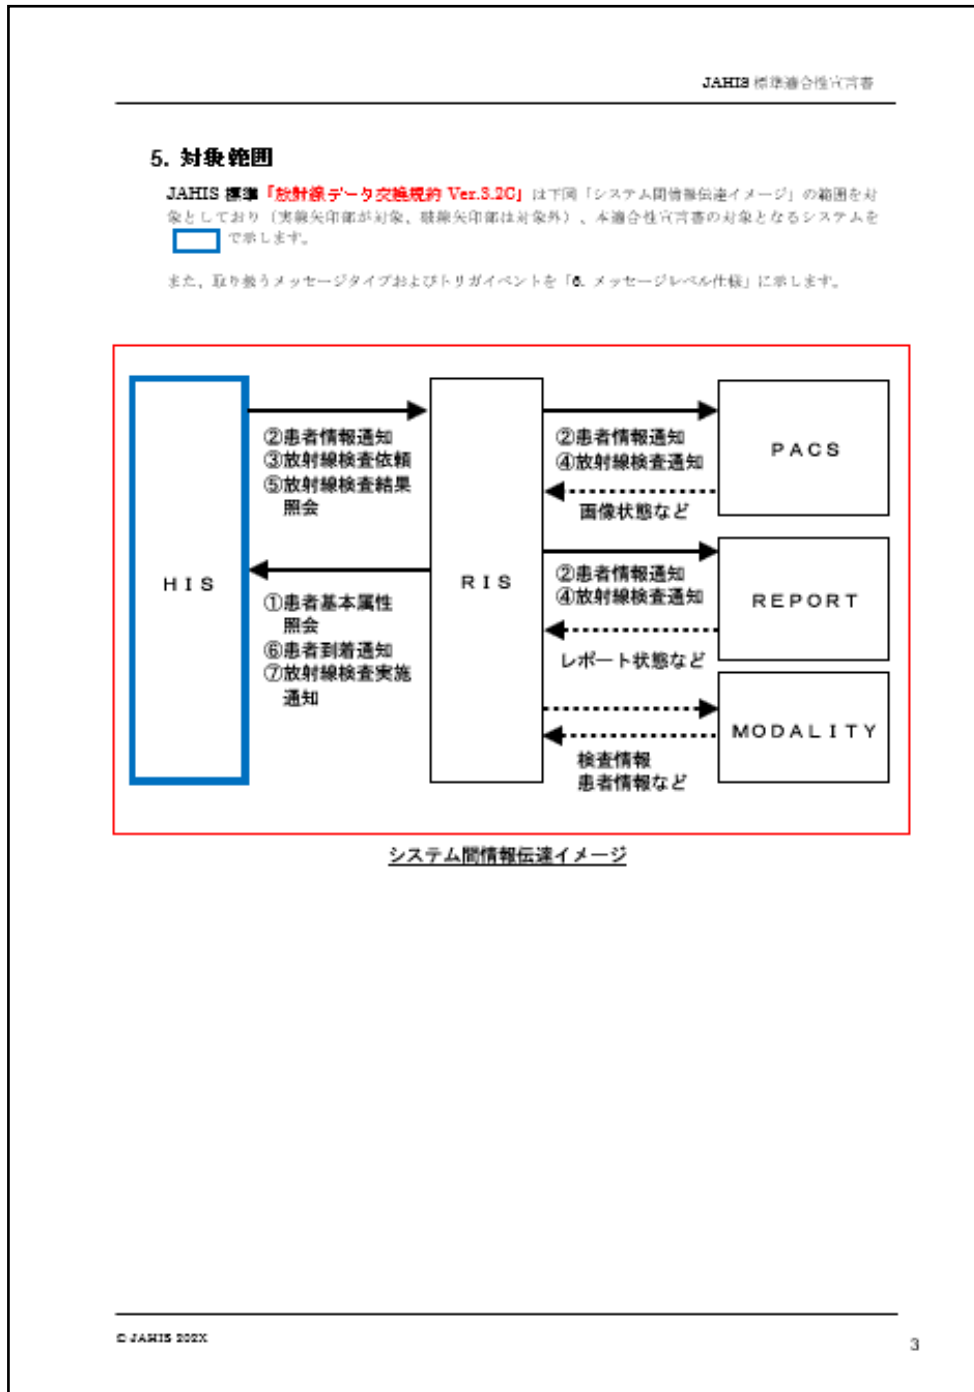 JAHIS 標準適合性宣言書
5. 対象範囲
JAHIS 標準「放射線データ交換規約 Ver.3.2C」は下図「システム間情報伝達イメージ」の範囲を対
象としており（実線矢印部が対象、破線矢印部は対象外）、本適合性宣言書の対象となるシステムを
で示します。
また、取り扱うメッセージタイプおよびトリガイベントを「6. メッセージレベル仕様」に示します。
HIS
②患者情報通知
③放射線検査依頼
⑤放射線検査結果
照会
①患者基本属性
照会
⑥患者到着通知
⑦放射線検査実施
通知
RIS
②患者情報通知
④放射線検査通知
画像状態など
②患者情報通知
④放射線検査通知
レポート状態など
検査情報
患者情報など
PACS
REPORT
MODALITY
システム間情報伝達イメージ
© JAHIS 202X
3